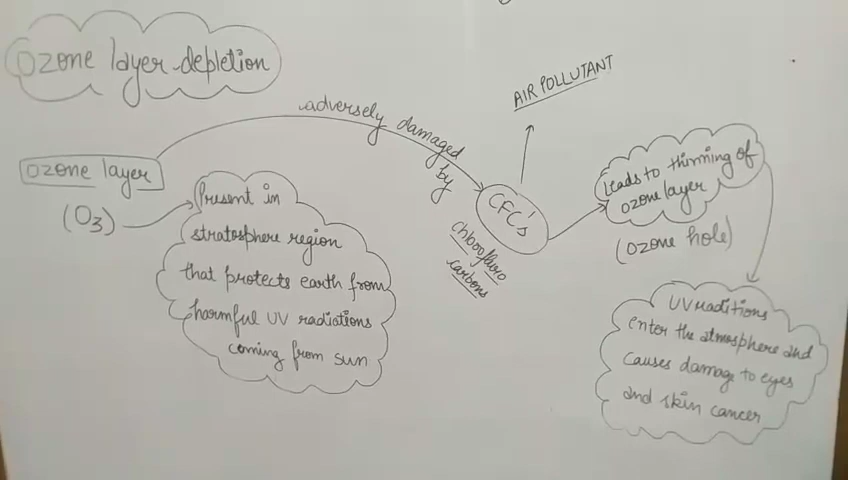 Ozone layer depletion
AIR POLLUTANT
adversely damaged by
Ozone layer
(O3)
Present in
stratosphere region
that protects earth from
harmful UV radiations
coming from sun
CFC's
Chlorofluro
carbons
Leads to thinning of
ozone layer
(Ozone hole)
UV raditions
enter the atmosphere and
causes damage to eyes
and skin cancer